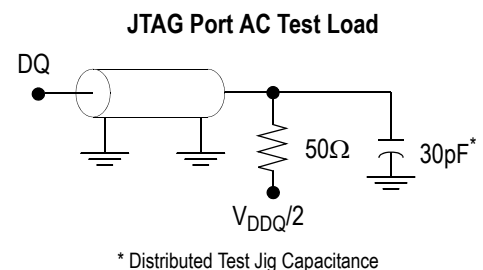 JTAG Port AC Test Load
DQ
50Ω
30pF*
VDDQ/2
* Distributed Test Jig Capacitance